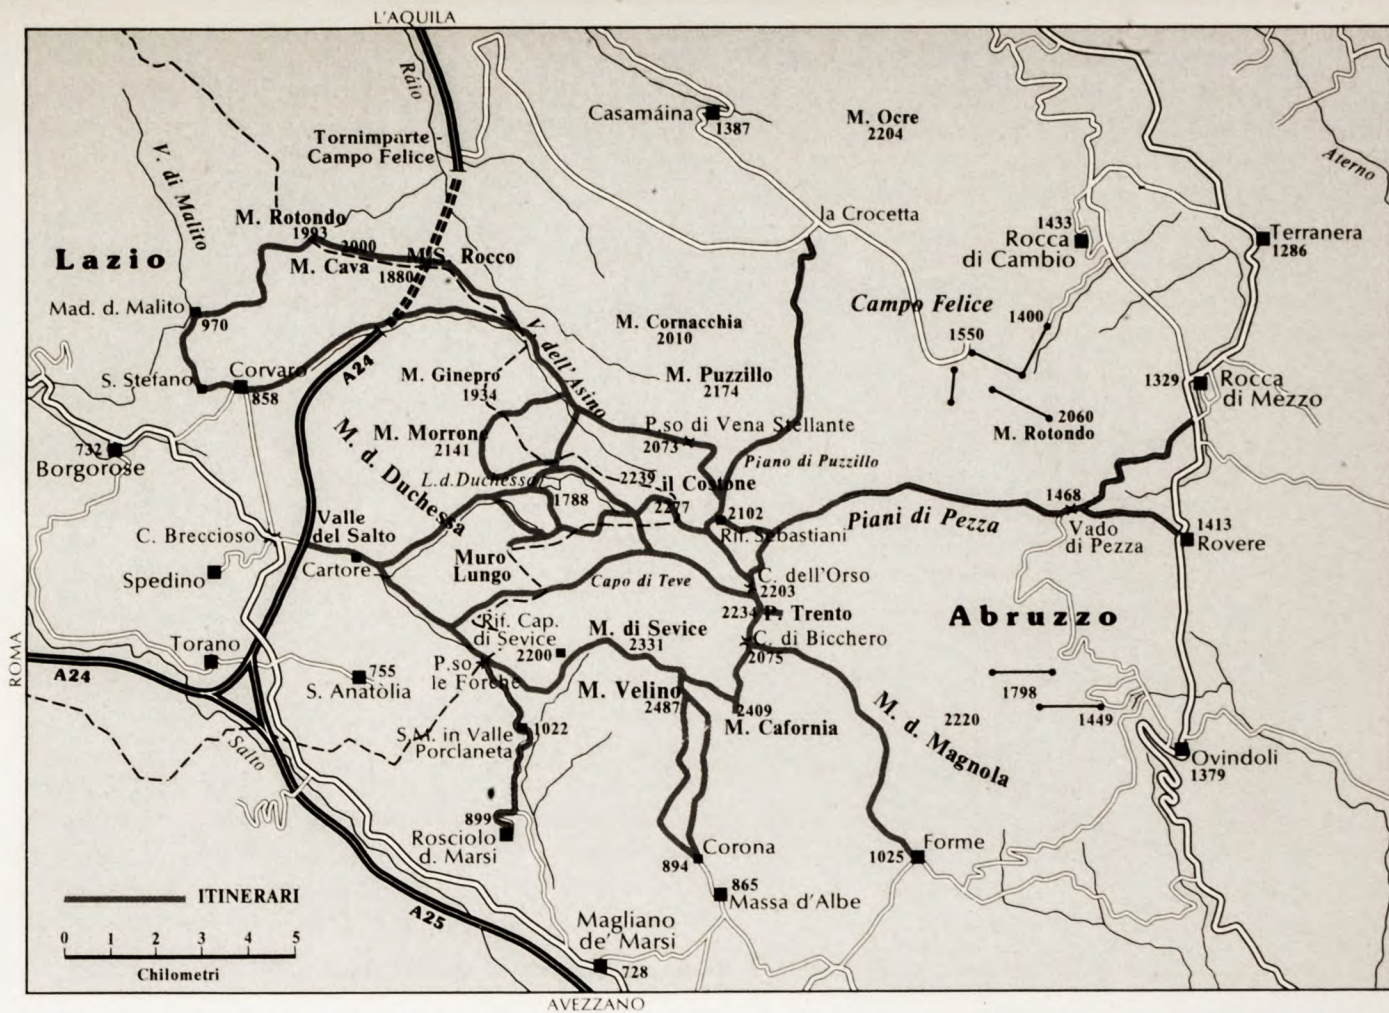 L'AQUILA
Ráio
Casamáina
1387
M. Ocre
2204
Tornimparte -
Campo Felice
Aterno
V. di Malito
la Crocetta
M. Rotondo
1993
2000
M. Cava
1880
M.S. Rocco
1433
Rocca
di Cambio
Terranera
1286
Lazio
Mad. d. Malito
970
Campo Felice
1550
1400
M. Cornacchia
2010
V. dell'Asino
A24
S. Stefano
Corvaro
858
M. Ginepro
1934
M. Puzzillo
2174
1329
Rocca
di Mezzo
2060
M. Rotondo
732
Borgorose
M. d. Duchessa
M. Morrone
2141
P.so di Vena Stellante
2073
Piano di Puzzillo
L.d.Duchessa
1788
2239
il Costone
2277
2102
Rif. Sebastiani
Piani di Pezza
1468
Vado
di Pezza
1413
Rovere
Valle
del Salto
C. Breccioso
Cartore
Spedino
Muro
Lungo
Capo di Teve
C. dell'Orso
2203
2234
P. Trento
C. di Bicchero
2075
Abruzzo
Rif. Cap.
di Sevice
2200
M. di Sevice
2331
Torano
ROMA
A24
755
S. Anatòlia
P.so
le Forche
M. Velino
2487
2409
M. Cafornia
M. d. Magnola
2220
1798
1449
Salto
S.M. in Valle
Porclaneta
1022
Ovindoli
1379
899
Rosciolo
d. Marsi
894
Corona
1025
Forme
865
Massa d'Albe
ITINERARI
0 1 2 3 4 5
Chilometri
A25
Magliano
de' Marsi
728
AVEZZANO